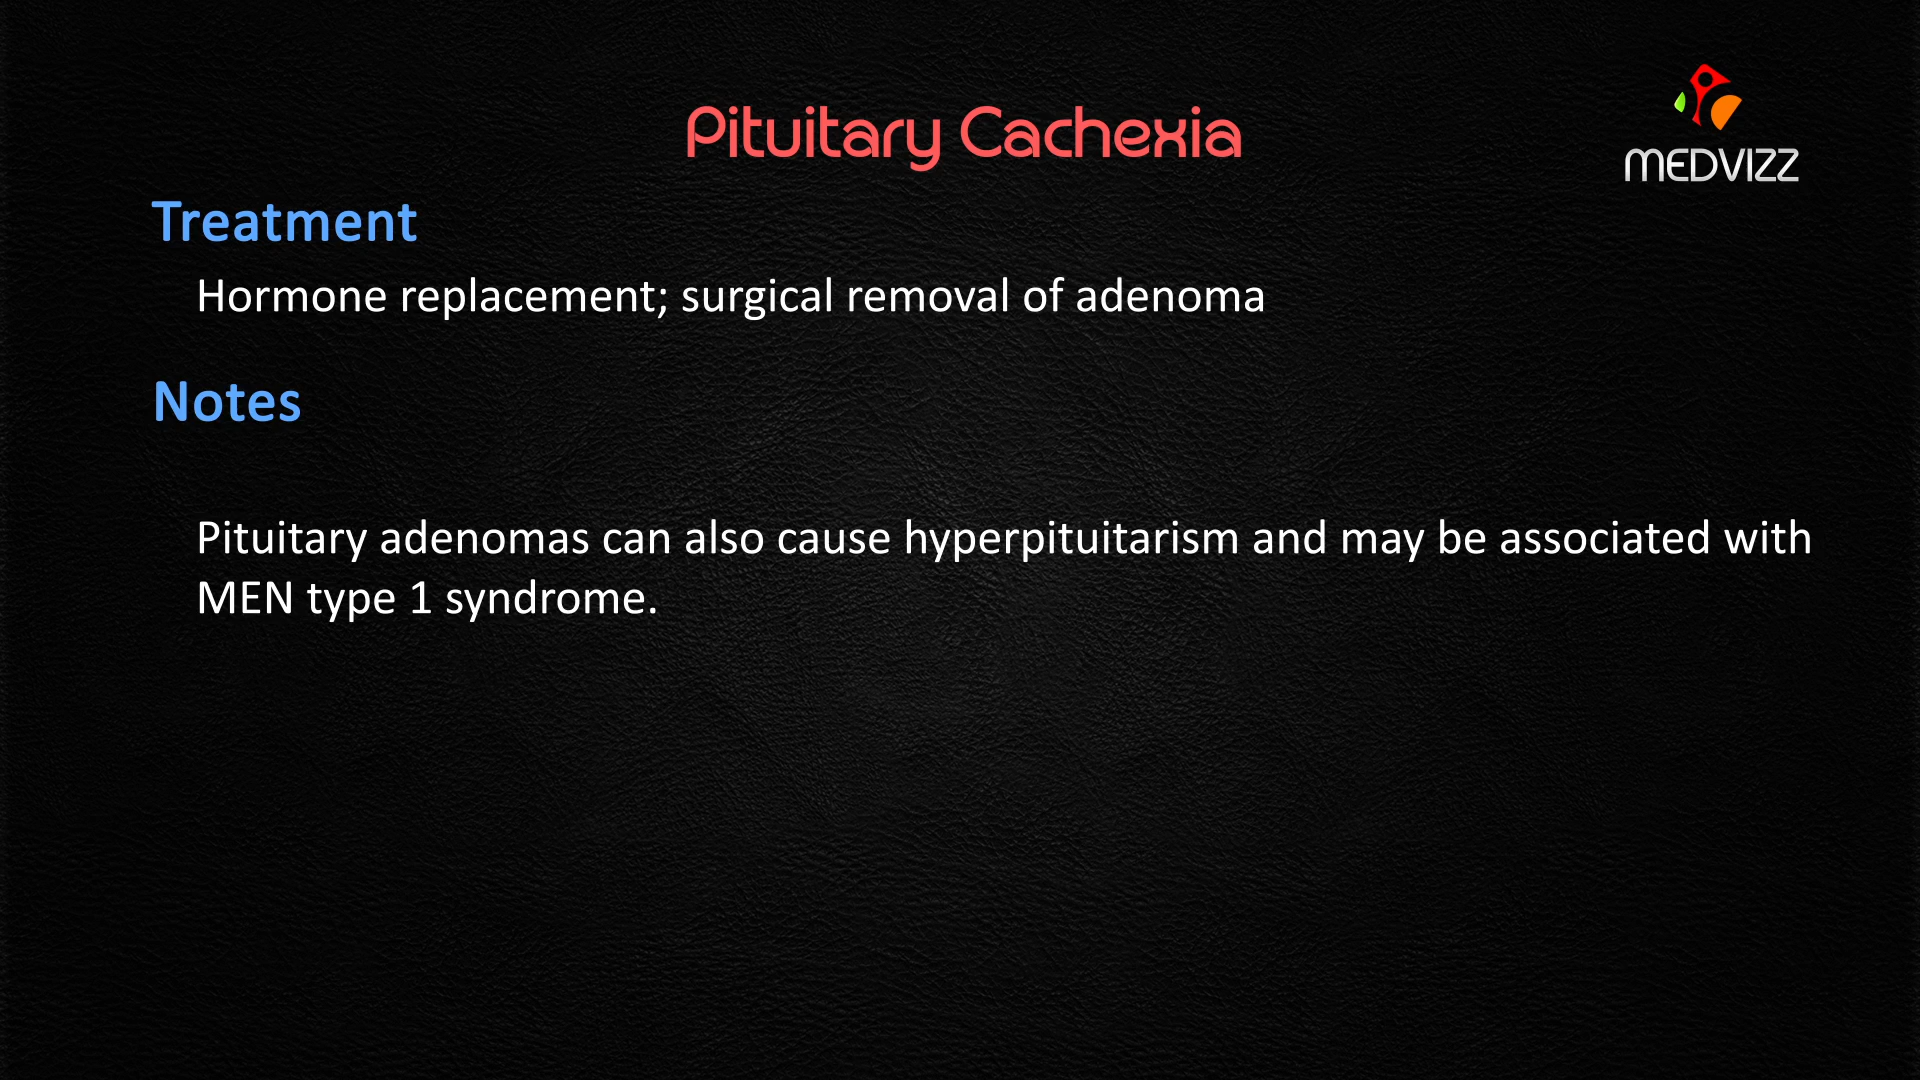 Pituitary Cachexia
MEDVIZZ
Treatment
Hormone replacement; surgical removal of adenoma
Notes
Pituitary adenomas can also cause hyperpituitarism and may be associated with
MEN type 1 syndrome.